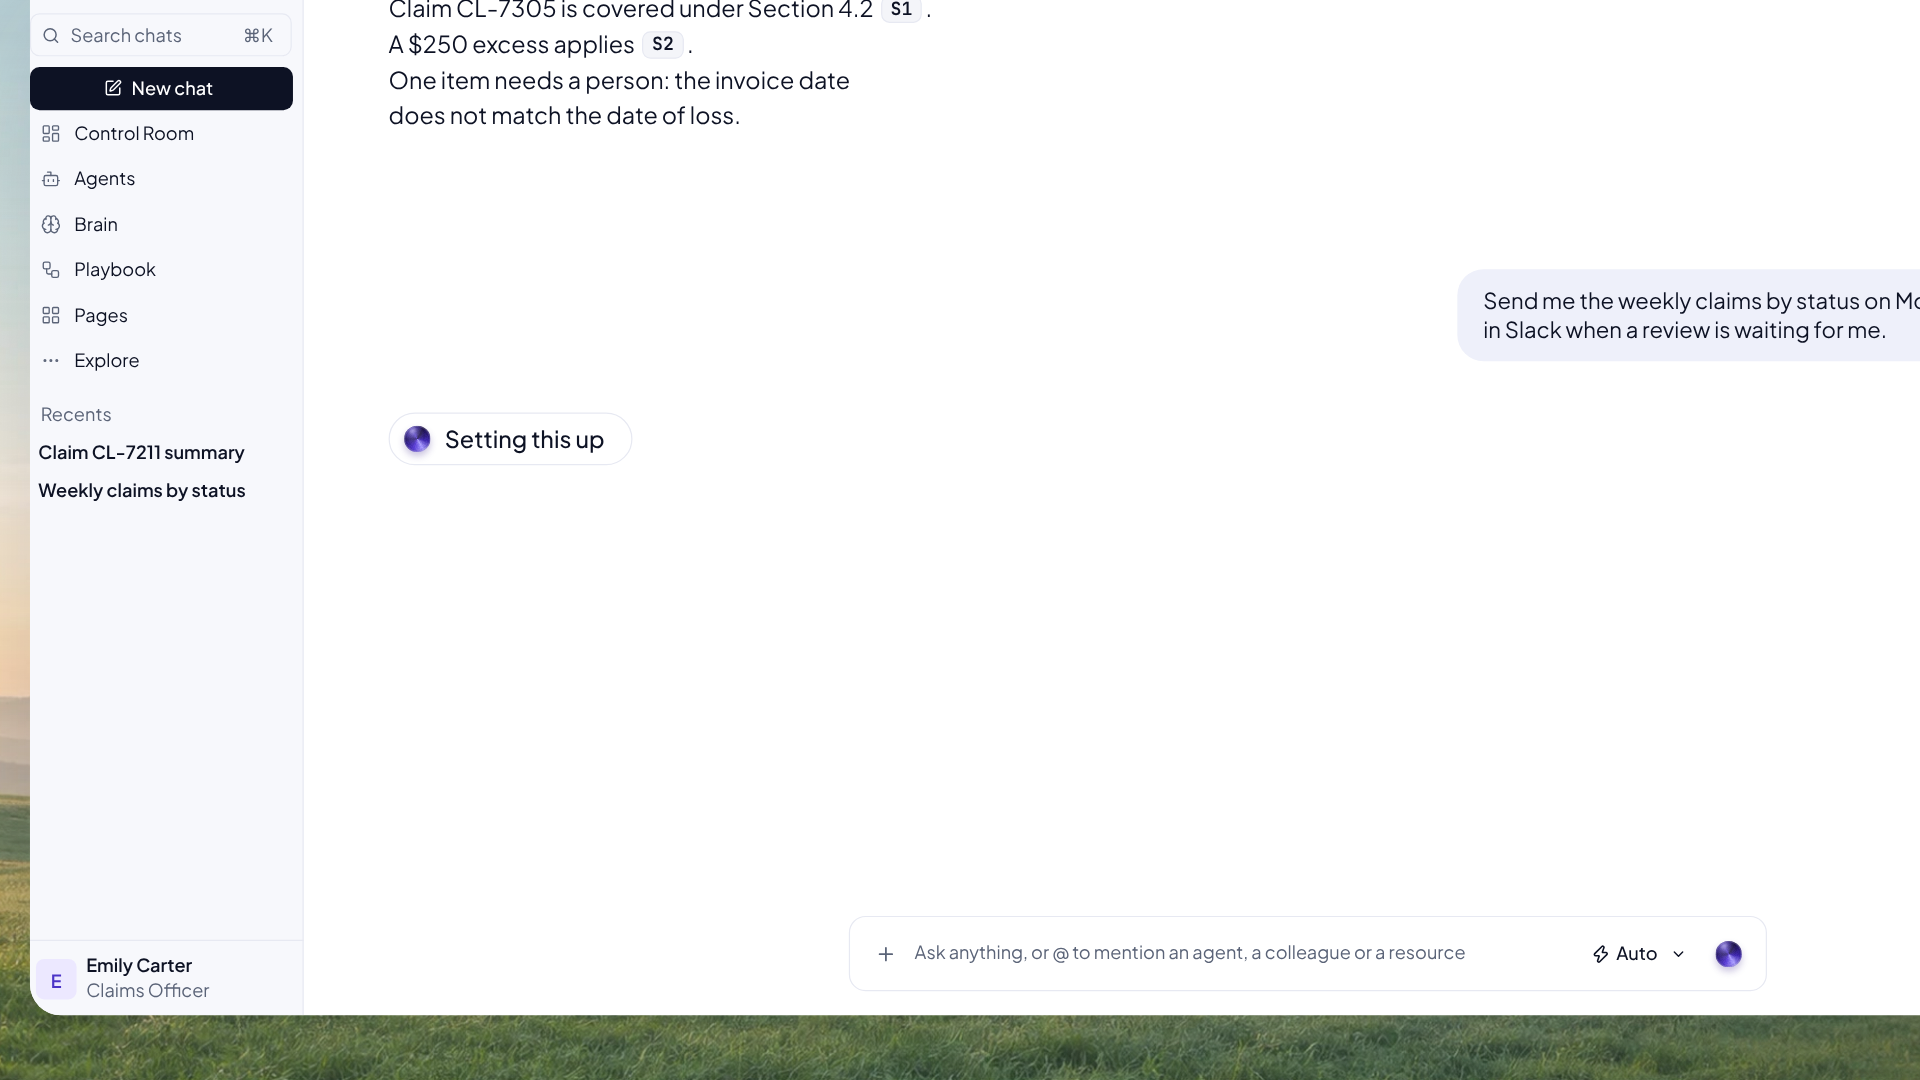 Search chats ⌘K
New chat
Control Room
Agents
Brain
Playbook
Pages
Explore
Recents
Claim CL-7211 summary
Weekly claims by status
E
Emily Carter
Claims Officer
Claim CL-7305 is covered under Section 4.2 S1 .
A $250 excess applies S2 .
One item needs a person: the invoice date
does not match the date of loss.
Send me the weekly claims by status on
in Slack when a review is waiting for me.
Setting this up
Ask anything, or @ to mention an agent, a colleague or a resource
Auto